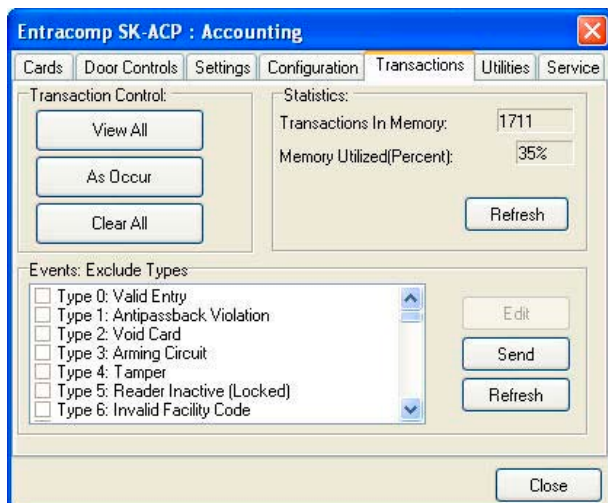 Entracomp SK-ACP : Accounting
Cards Door Controls Settings Configuration Transactions Utilities Service
Transaction Control:
View All
As Occur
Clear All
Statistics:
Transactions In Memory: 1711
Memory Utilized(Percent): 35%
Refresh
Events: Exclude Types
Type 0: Valid Entry
Type 1: Antipassback Violation
Type 2: Void Card
Type 3: Arming Circuit
Type 4: Tamper
Type 5: Reader Inactive (Locked)
Type 6: Invalid Facility Code
Edit
Send
Refresh
Close